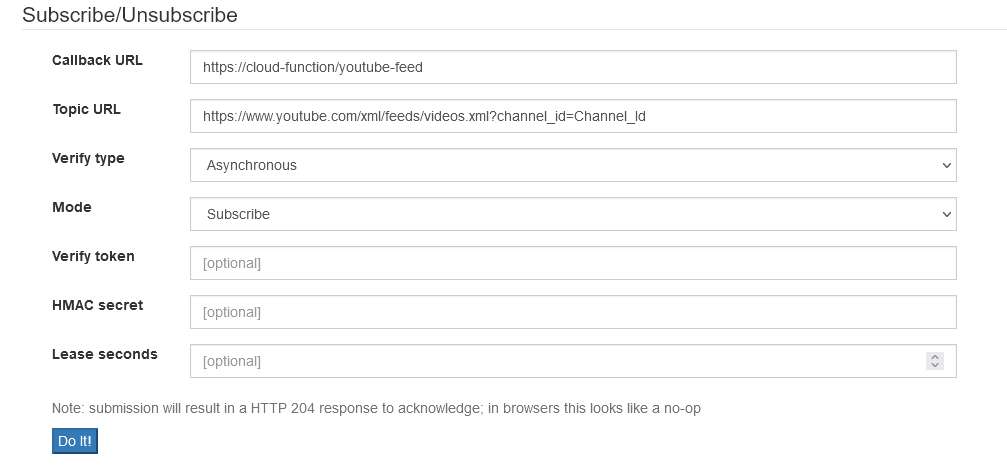 Subscribe/Unsubscribe
Callback URL https://cloud-function/youtube-feed
Topic URL https://www.youtube.com/xml/feeds/videos.xml?channel_id=Channel_Id
Verify type Asynchronous
Mode Subscribe
Verify token [optional]
HMAC secret [optional]
Lease seconds [optional]
Note: submission will result in a HTTP 204 response to acknowledge; in browsers this looks like a no-op
Do It!